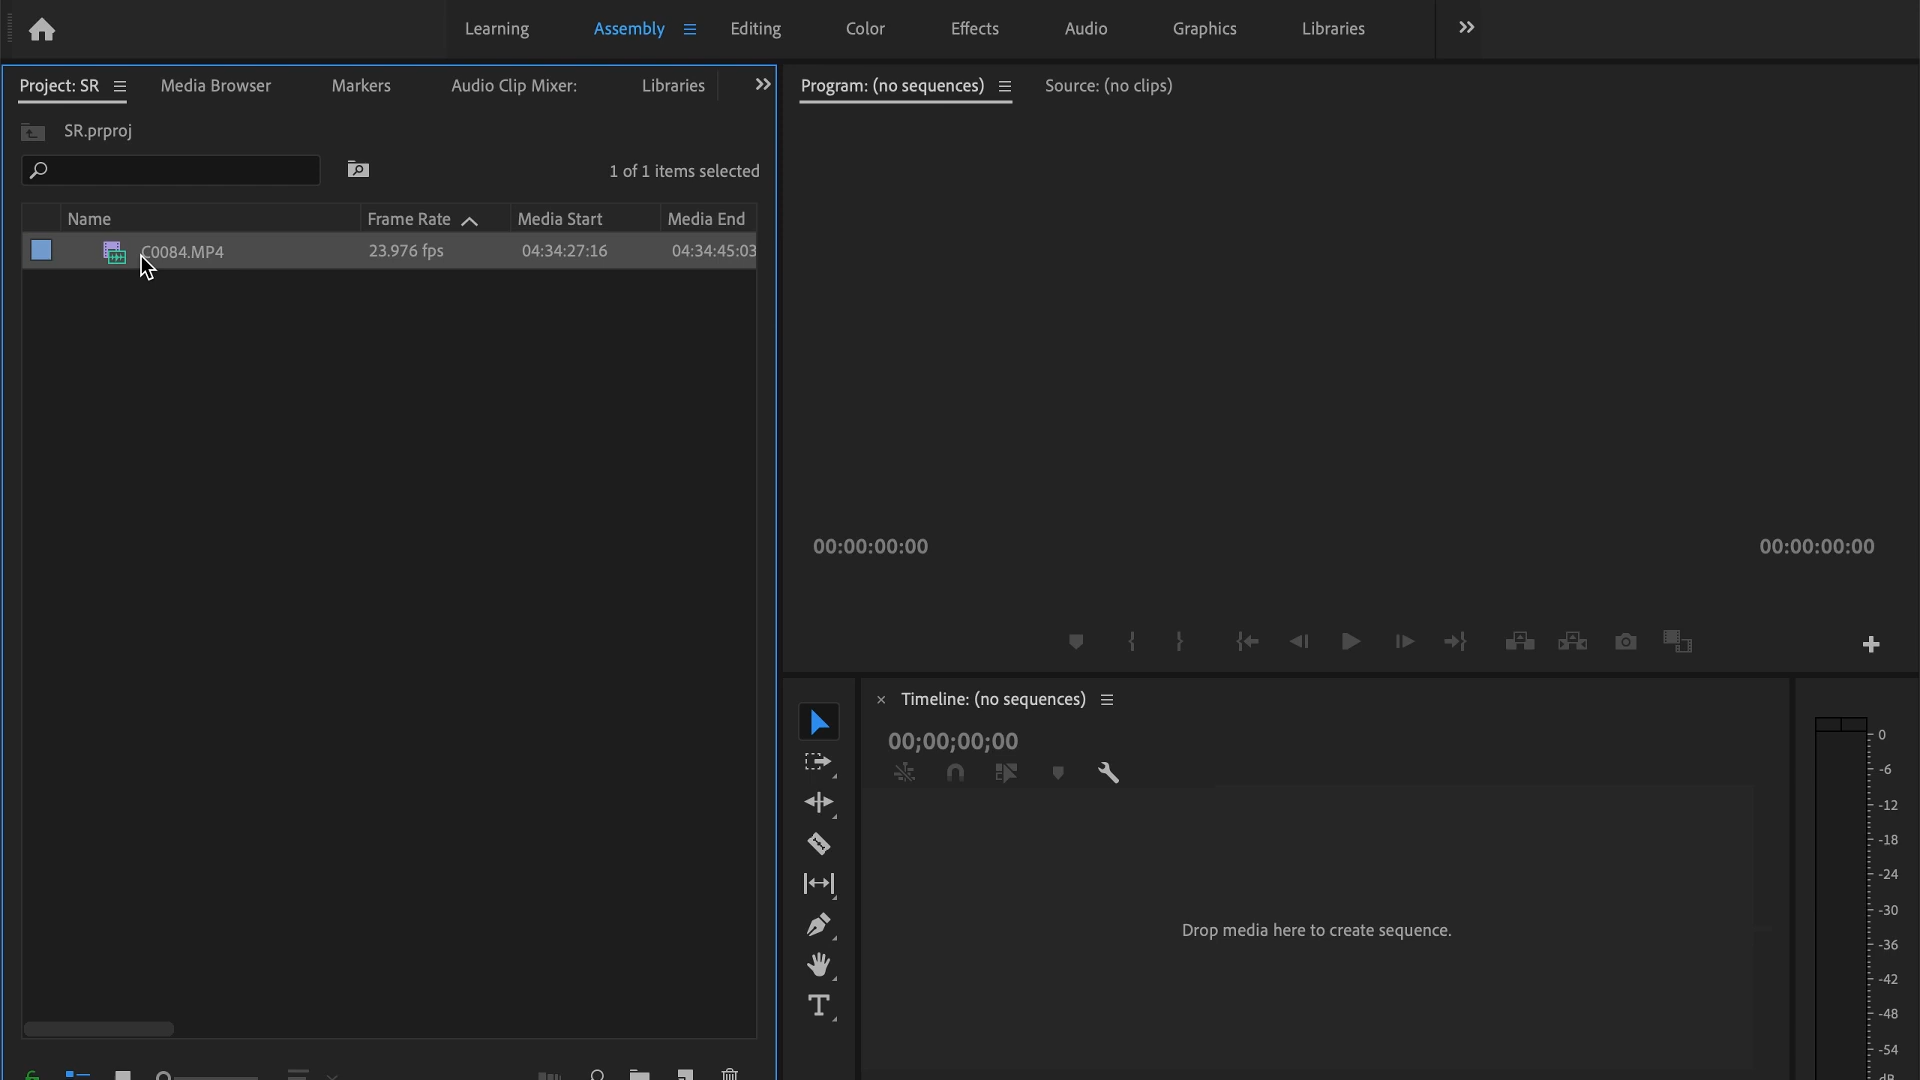 Learning Assembly Editing Color Effects Audio Graphics Libraries
Project: SR Media Browser Markers Audio Clip Mixer: Libraries
Program: (no sequences) Source: (no clips)
SR.prproj
1 of 1 items selected
Name Frame Rate Media Start Media End
C0084.MP4 23.976 fps 04:34:27:16 04:34:45:03
00:00:00:00 00:00:00:00
Timeline: (no sequences)
00;00;00;00
Drop media here to create sequence.
0
-6
-12
-18
-24
-30
-36
-42
-48
-54
dB